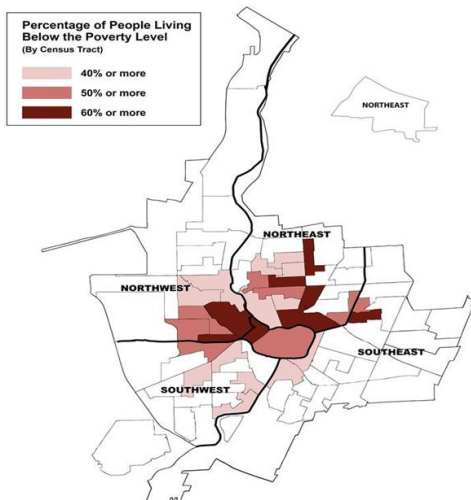 Percentage of People Living
Below the Poverty Level
(By Census Tract)
40% or more
50% or more
60% or more
NORTHEAST
NORTHEAST
NORTHWEST
SOUTHEAST
SOUTHWEST